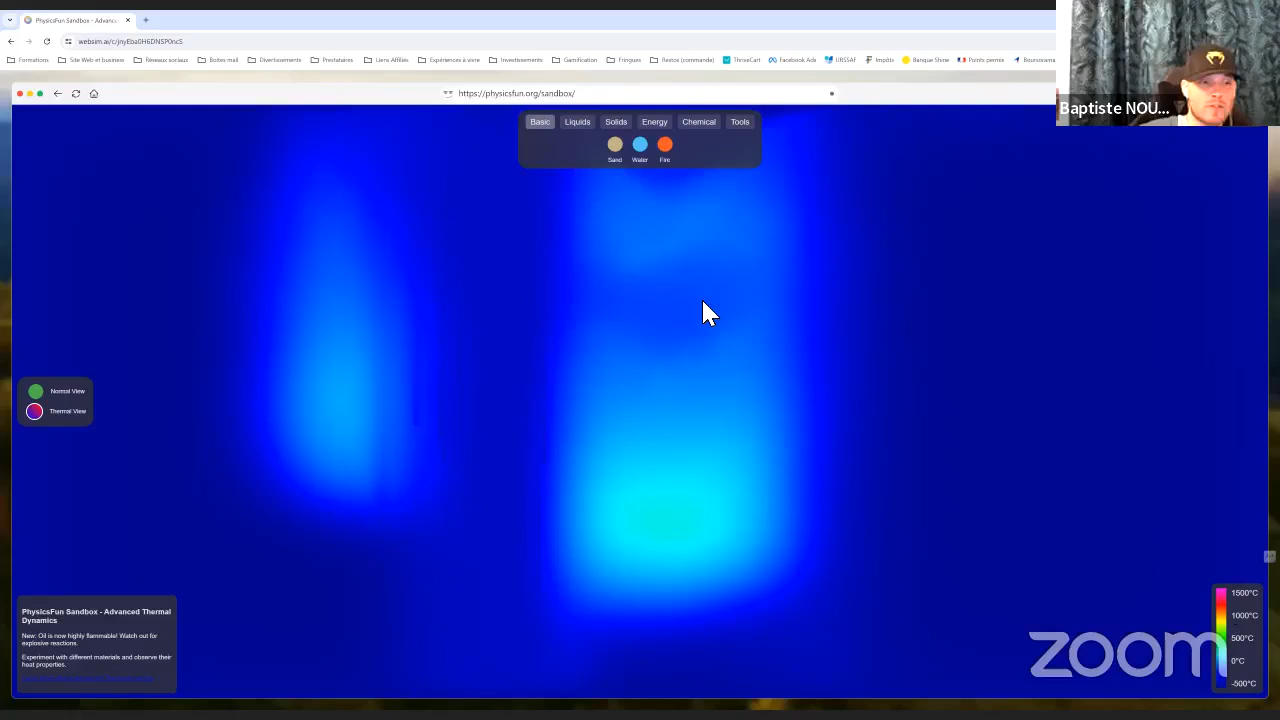 PhysicsFun Sandbox - Advanc
websim.ai/c/jnyEba0H6DNSP0ncS
Formations
Site Web et business
Réseaux sociaux
Boites mail
Divertissements
Prestataires
Liens Affiliés
Expériences à vivre
Investissements
Gamification
Fringues
Restos (commande)
ThriveCart
Facebook Ads
URSSAF
Impôts
Banque Shine
Points permis
Boursorama
Baptiste NOU...
https://physicsfun.org/sandbox/
Basic Liquids Solids Energy Chemical Tools
Sand Water Fire
Normal View
Thermal View
PhysicsFun Sandbox - Advanced Thermal
Dynamics
New: Oil is now highly flammable! Watch out for
explosive reactions.
Experiment with different materials and observe their
heat properties.
1500°C
1000°C
500°C
0°C
-500°C
zoom